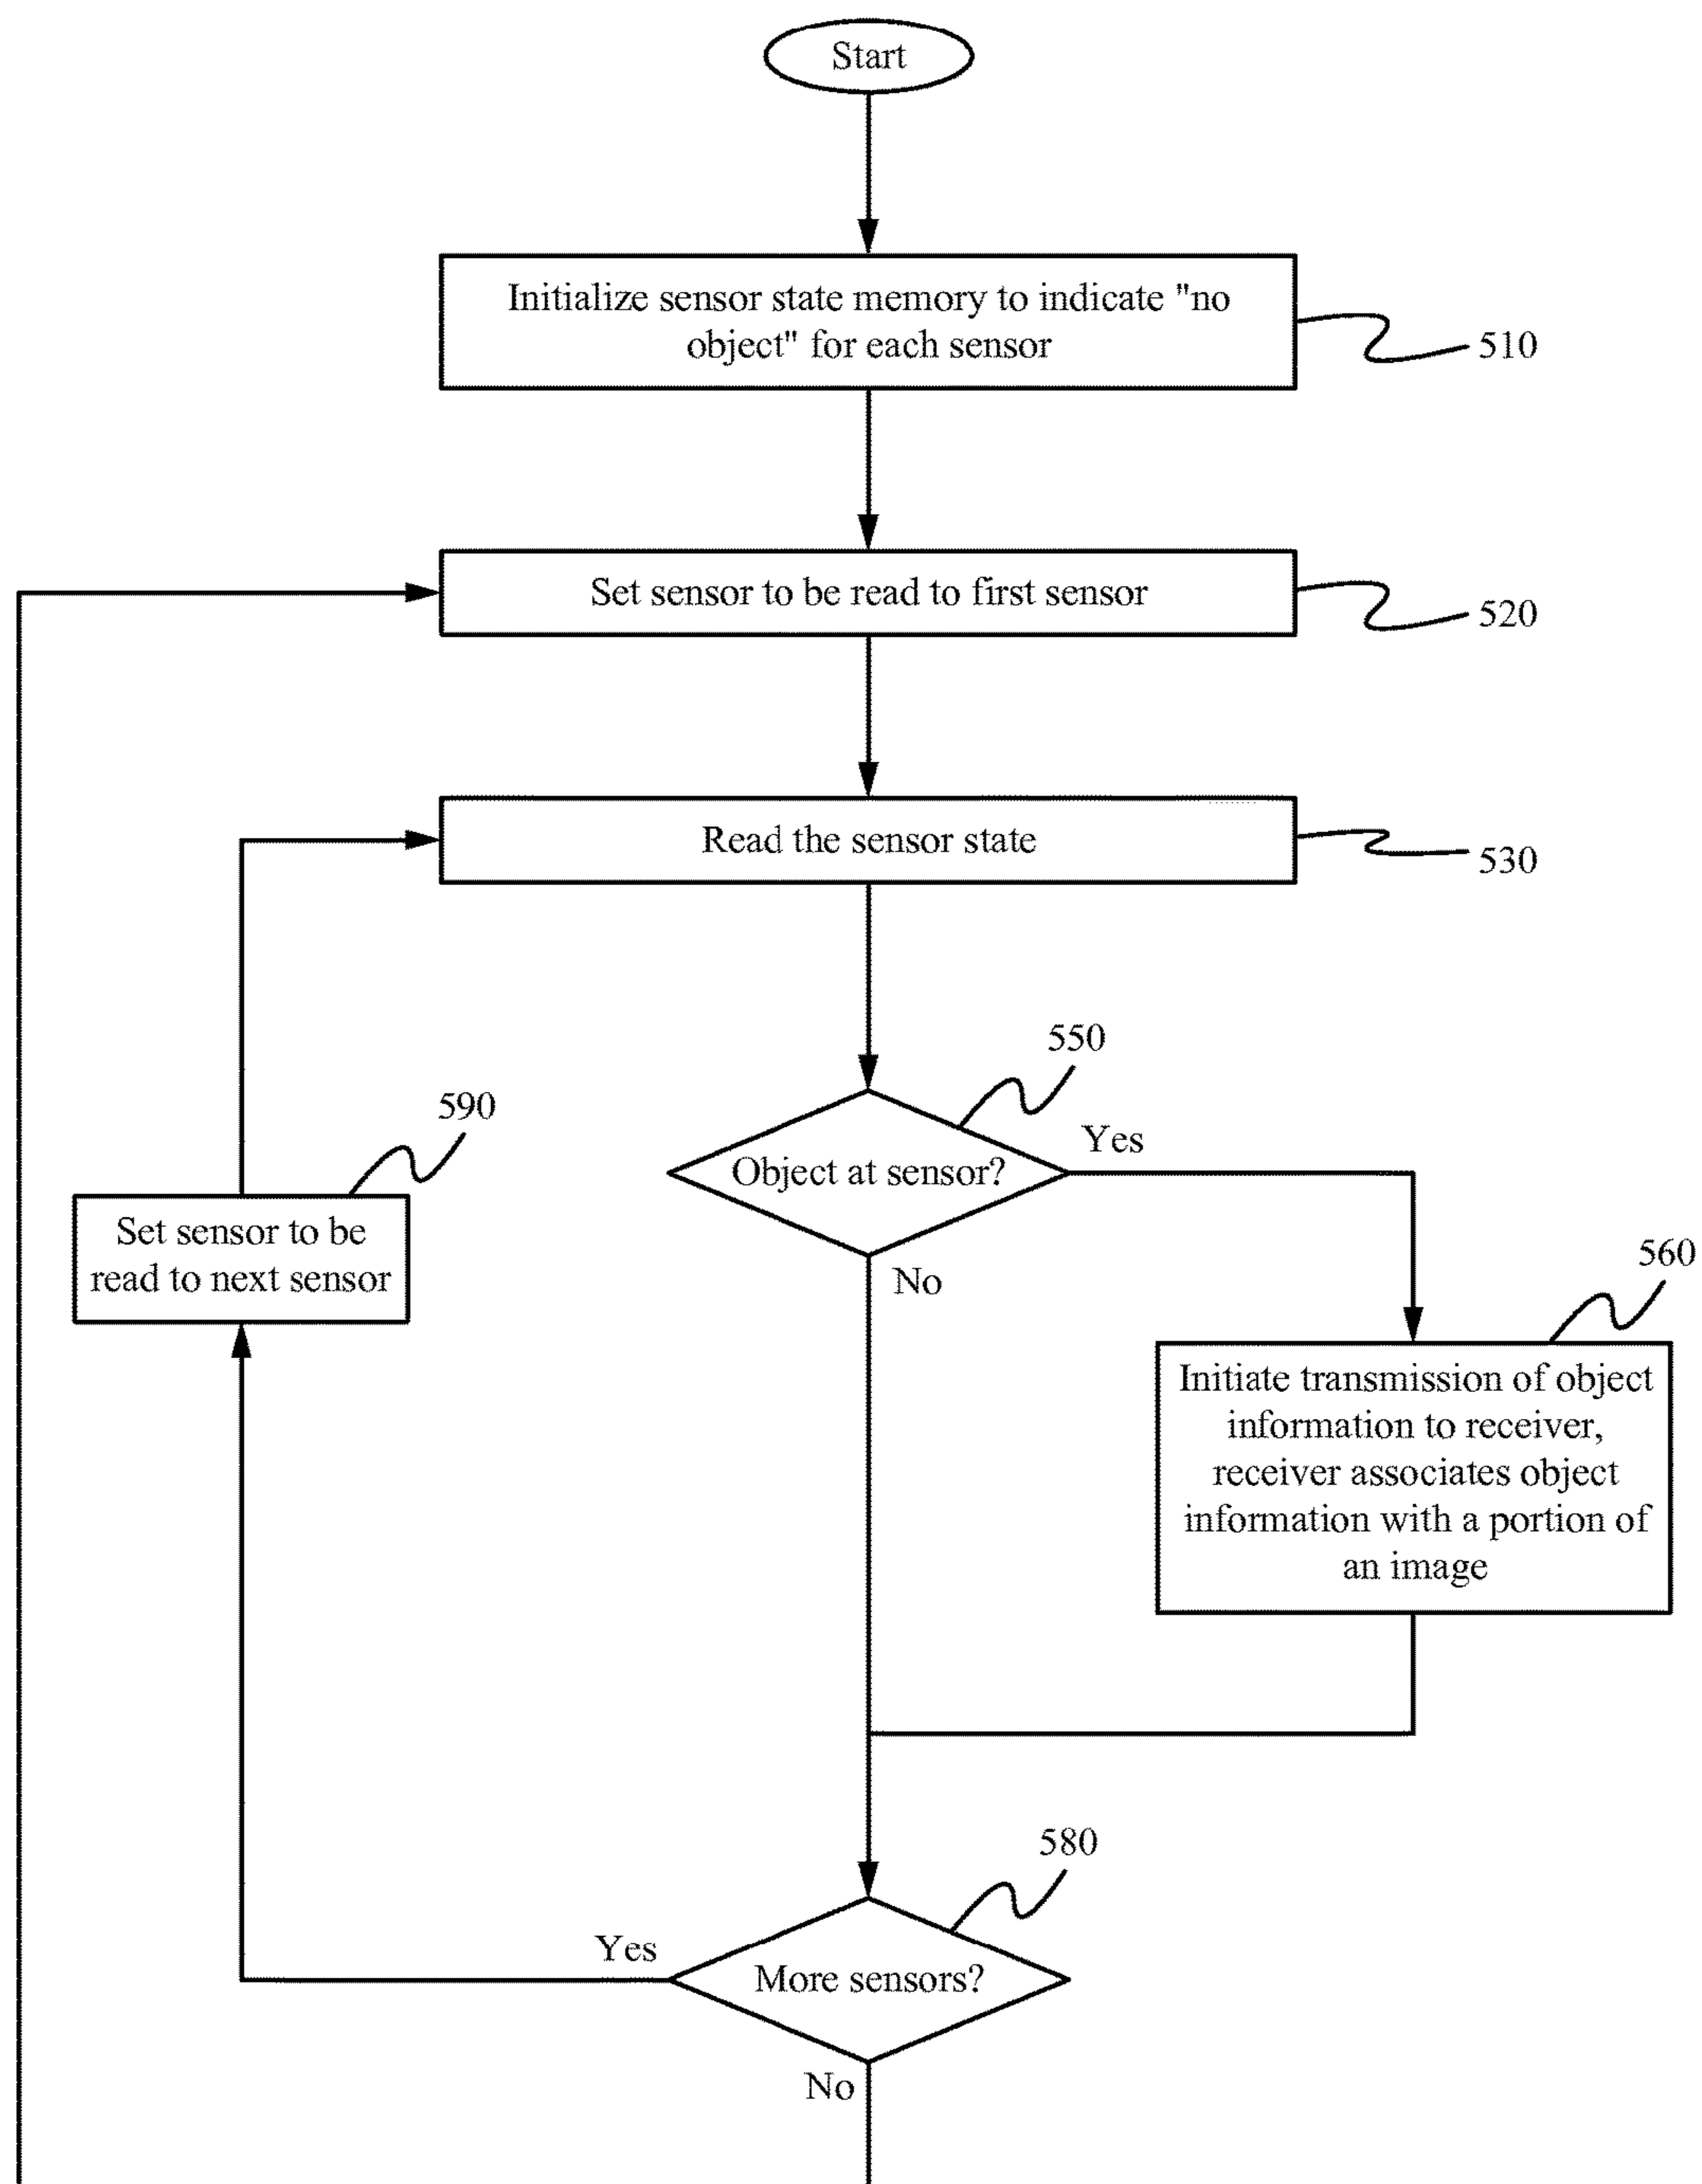 Start
Initialize sensor state memory to indicate "no
object" for each sensor
510
Set sensor to be read to first sensor
520
Read the sensor state
530
550
590
Object at sensor?
Yes
Set sensor to be
read to next sensor
No
560
Initiate transmission of object
information to receiver,
receiver associates object
information with a portion of
an image
580
Yes
More sensors?
No